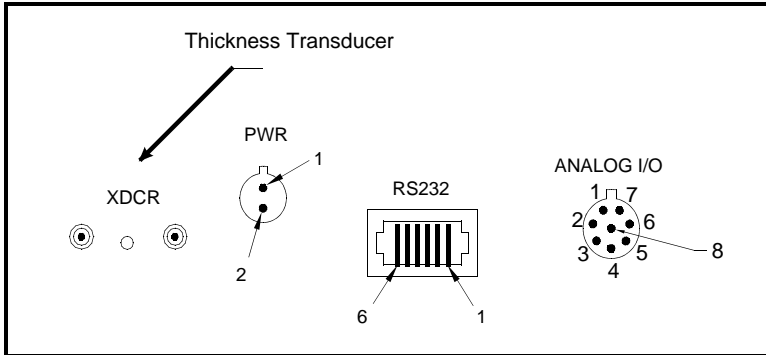 Thickness Transducer
PWR
1
2
XDCR
RS232
6
1
ANALOG I/O
1
7
2
6
3
5
4
8